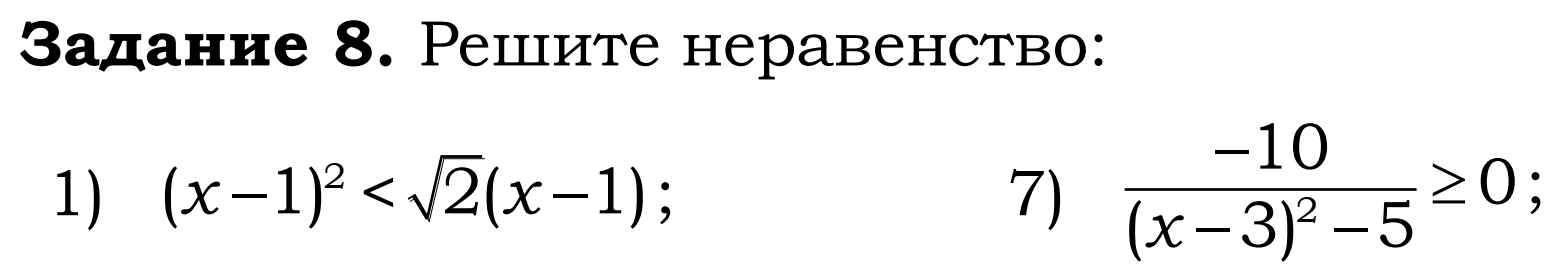 Задание 8. Решите неравенство:
1) (x−1)² < √2(x−1); 7) −10/((x−3)²−5) ≥ 0;